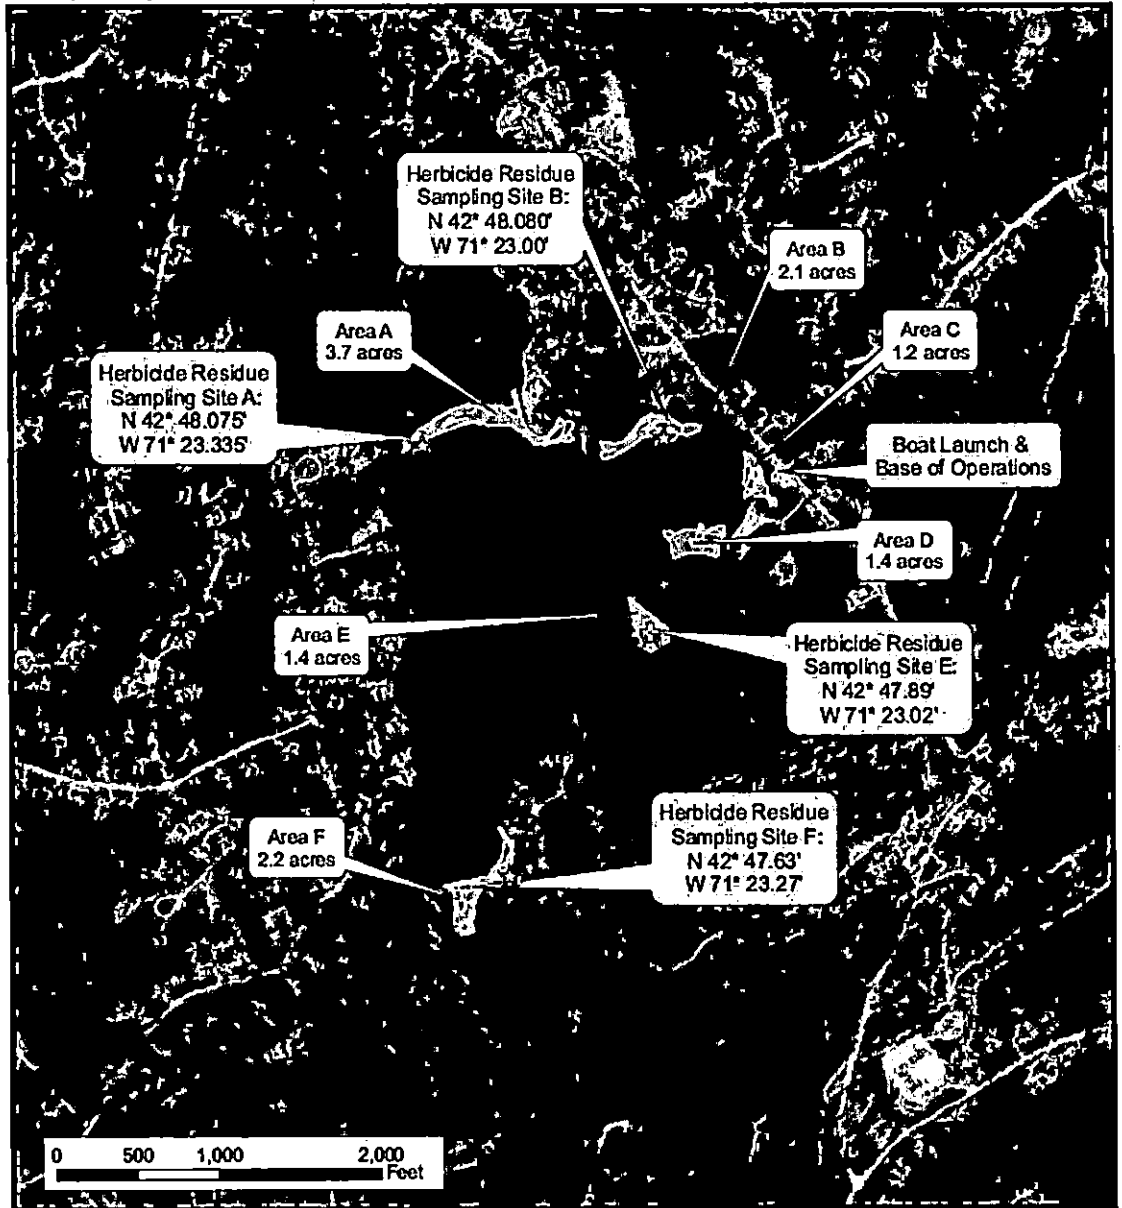 Herbicide Residue
Sampling Site B:
N 42° 48.080'
W 71° 23.00'
Area B
2.1 acres
Area A
3.7 acres
Area C
1.2 acres
Herbicide Residue
Sampling Site A:
N 42° 48.075'
W 71° 23.335'
Boat Launch &
Base of Operations
Area D
1.4 acres
Area E
1.4 acres
Herbicide Residue
Sampling Site E:
N 42° 47.89'
W 71° 23.02'
Herbicide Residue
Sampling Site F:
N 42° 47.63'
W 71° 23.27'
Area F
2.2 acres
0 500 1,000 2,000
Feet